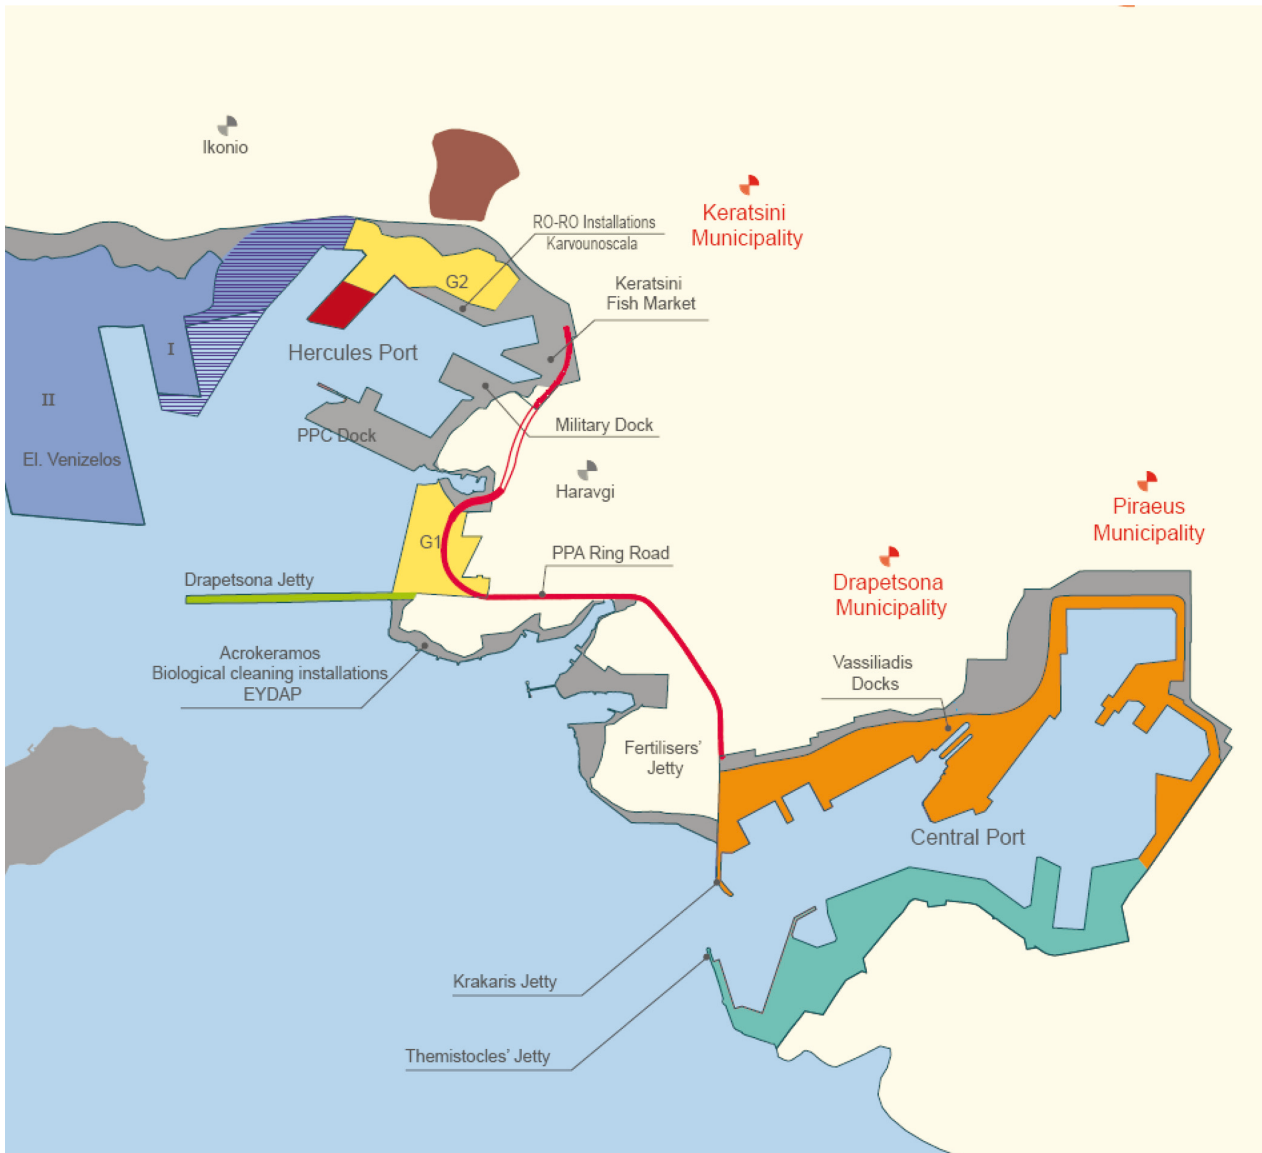 Ikonio
RO-RO Installations
Karvounoscala
Keratsini
Municipality
G2
Keratsini
Fish Market
Hercules Port
I
II
Military Dock
PPC Dock
El. Venizelos
Haravgi
Piraeus
Municipality
G1
PPA Ring Road
Drapetsona Jetty
Drapetsona
Municipality
Acrokeramos
Biological cleaning installations
EYDAP
Vassiliadis
Docks
Fertilisers’
Jetty
Central Port
Krakaris Jetty
Themistocles’ Jetty